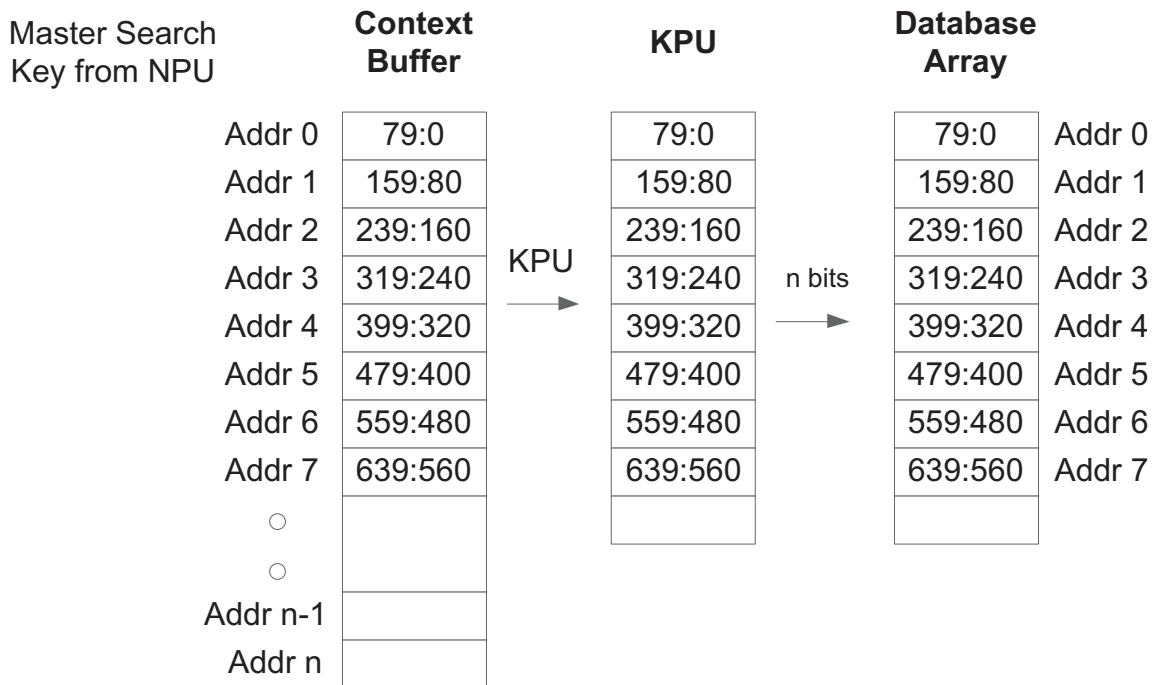 Master Search
Key from NPU
Context
Buffer
KPU
Database
Array
Addr 0 79:0 79:0 79:0 Addr 0
Addr 1 159:80 159:80 159:80 Addr 1
Addr 2 239:160 239:160 239:160 Addr 2
Addr 3 319:240 KPU 319:240 n bits 319:240 Addr 3
Addr 4 399:320 399:320 399:320 Addr 4
Addr 5 479:400 479:400 479:400 Addr 5
Addr 6 559:480 559:480 559:480 Addr 6
Addr 7 639:560 639:560 639:560 Addr 7
Addr n-1
Addr n